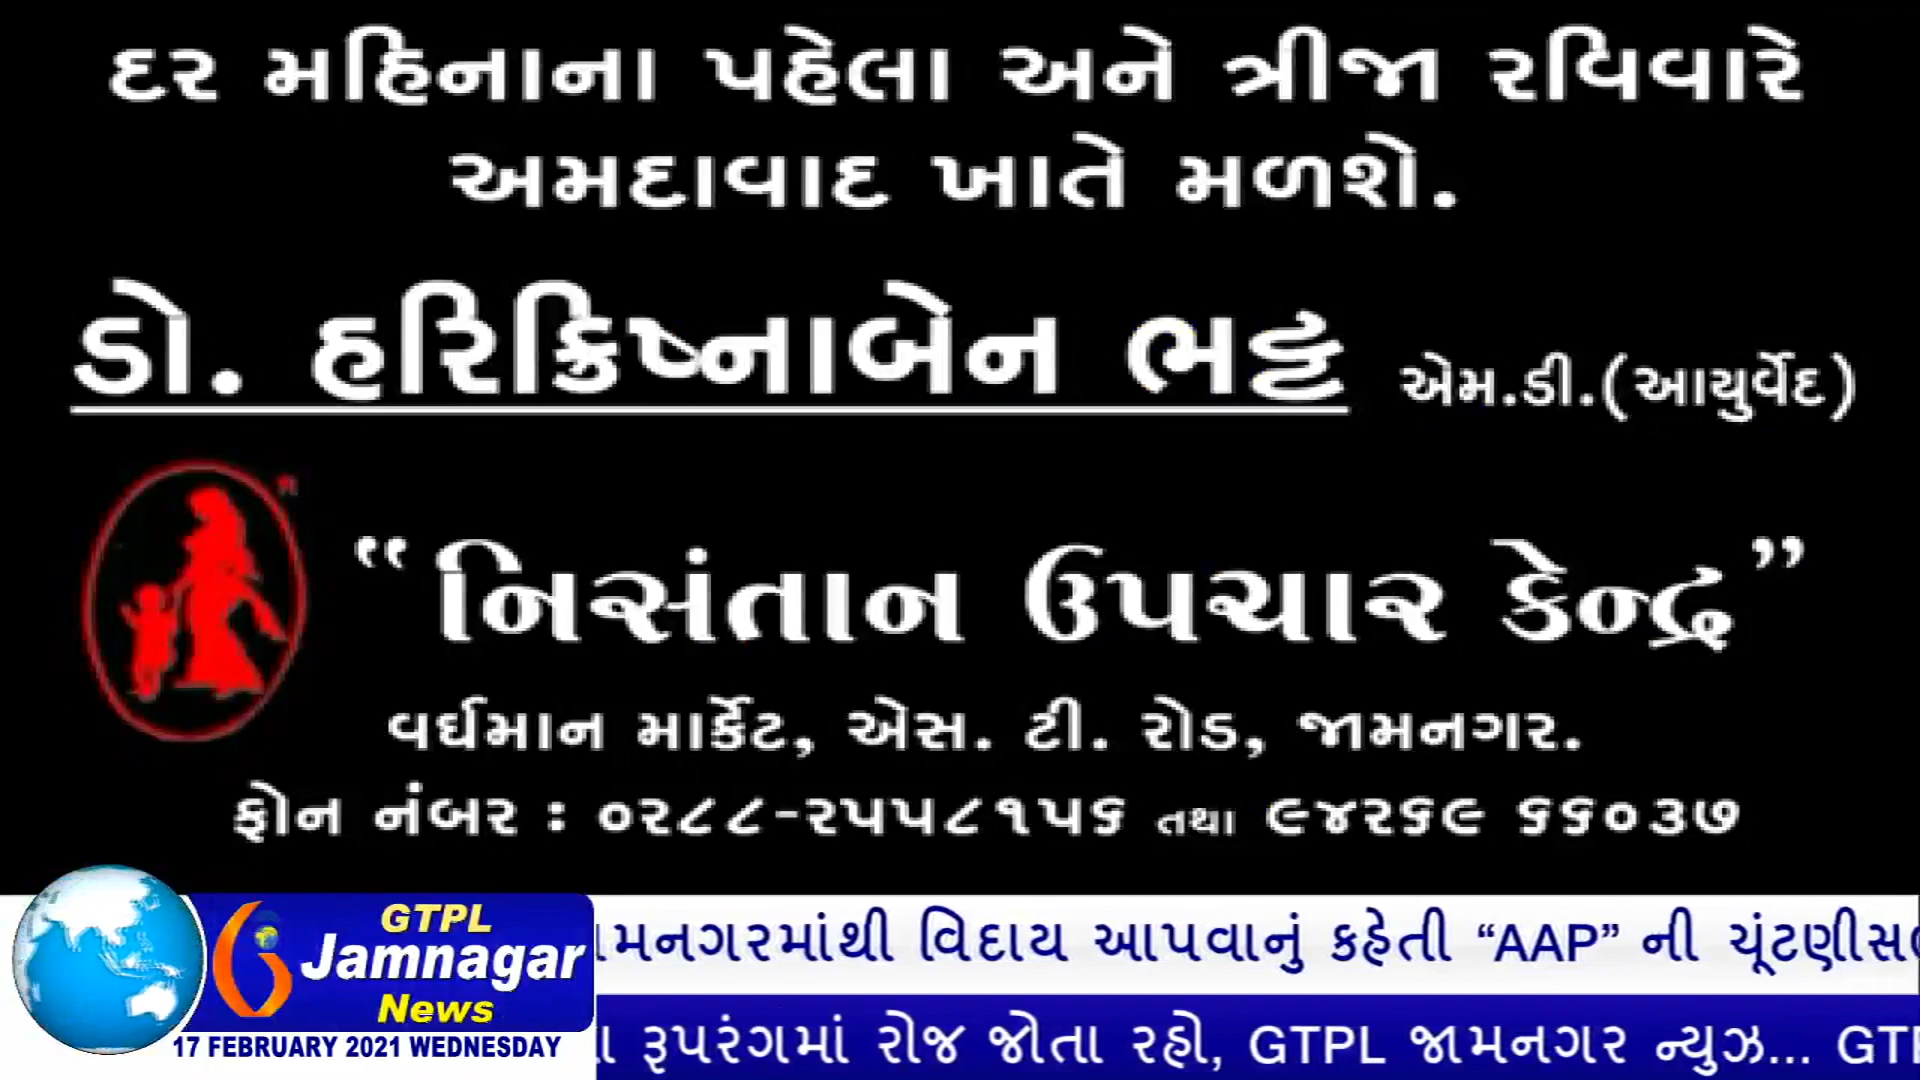 દર મહિનાના પહેલા અને ત્રીજા રવિવારે
અમદાવાદ ખાતે મળશે.
ડો. હરિક્રિષ્નાબેન ભટ્ટ એમ.ડી.(આયુર્વેદ)
“નિસંતાન ઉપચાર કેન્દ્ર”
વર્ધમાન માર્કેટ, એસ. ટી. રોડ, જામનગર.
ફોન નંબર : ૦૨૮૮-૨૫૫૮૧૫૬ તથા ૯૪૨૬૯ ૬૬૦૩૭
GTPL
Jamnagar
News
17 FEBRUARY 2021 WEDNESDAY
મનગરમાંથી વિદાય આપવાનું કહેતી “AAP” ની ચૂંટણીસ
રૂપરંગમાં રોજ જોતા રહો, GTPL જામનગર ન્યુઝ... GT